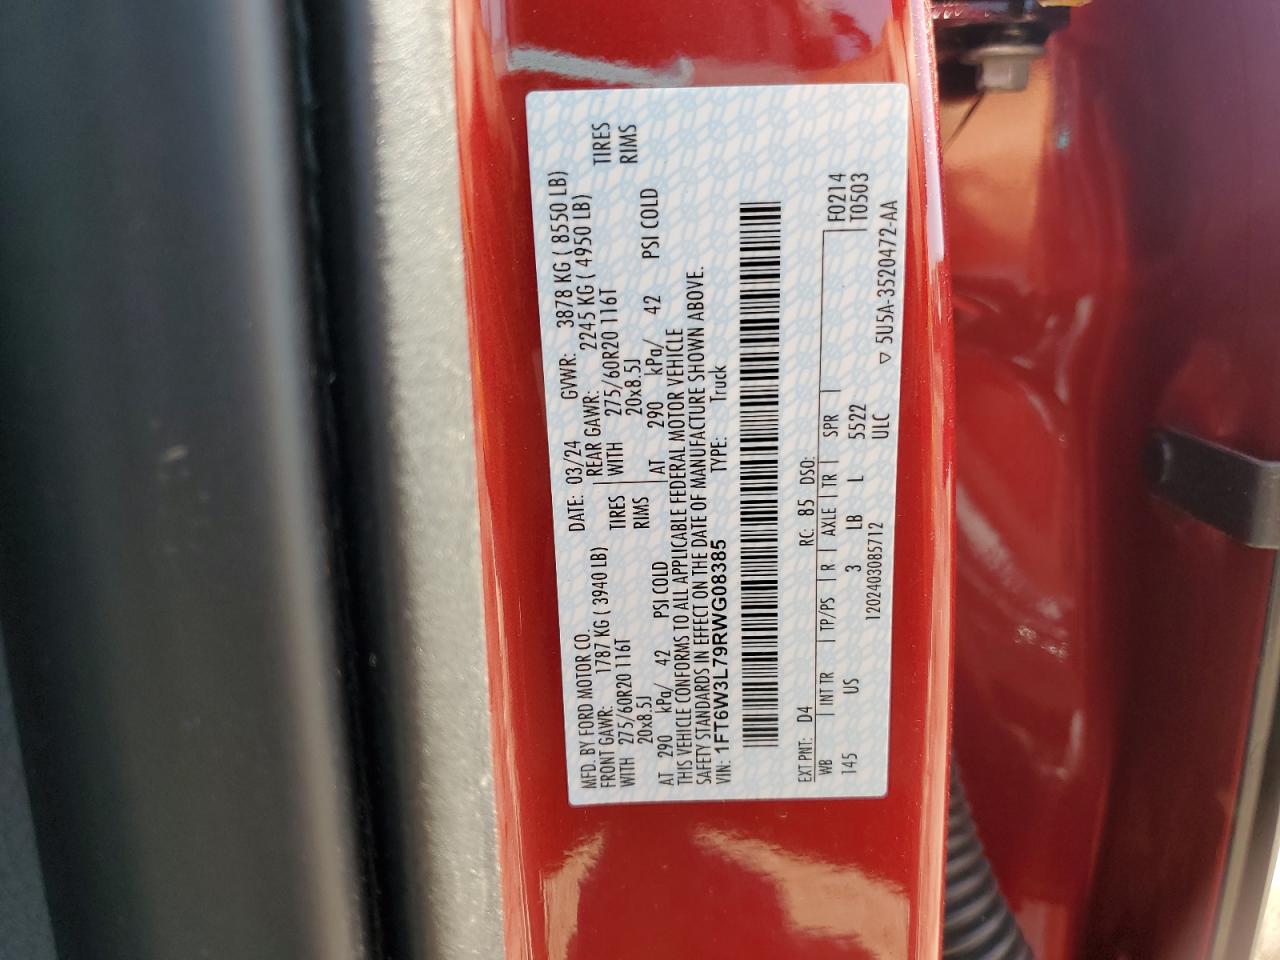 MFD. BY FORD MOTOR CO. DATE: 03/24 GVWR: 3878 KG ( 8550 LB)
FRONT GAWR: 1787 KG ( 3940 LB) REAR GAWR: 2245 KG ( 4950 LB)
WITH 275/60R20 116T TIRES WITH 275/60R20 116T TIRES
20x8.5J RIMS 20x8.5J RIMS
AT 290 kPa/ 42 PSI COLD AT 290 kPa/ 42 PSI COLD
THIS VEHICLE CONFORMS TO ALL APPLICABLE FEDERAL MOTOR VEHICLE
SAFETY STANDARDS IN EFFECT ON THE DATE OF MANUFACTURE SHOWN ABOVE.
VIN: 1FT6W3L79RWG08385 TYPE: Truck
EXT PNT: D4 RC: 85 DSO: F0214
WB INT TR TP/PS R AXLE TR SPR T0503
145 US 3 LB L 5522
1202403085712 ULC ▽ 5U5A-3520472-AA